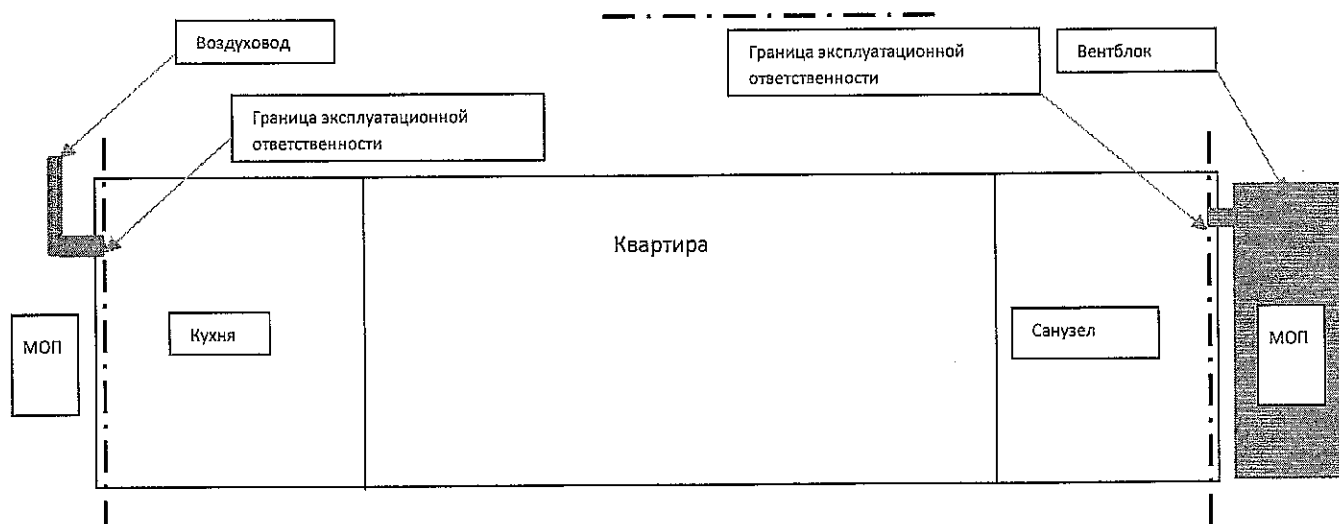 Воздуховод
Граница эксплуатационной
ответственности
Вентблок
Граница эксплуатационной
ответственности
Квартира
МОП
Кухня
Санузел
МОП